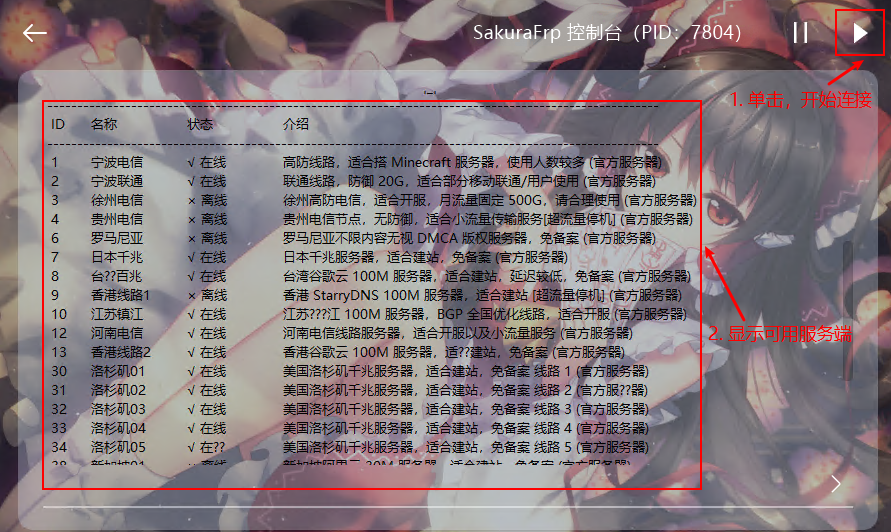 SakuraFrp 控制台（PID：7804）
1. 单击，开始连接
ID 名称 状态 介绍
1 宁波电信 √ 在线 高防线路，适合搭 Minecraft 服务器，使用人数较多 (官方服务器)
2 宁波联通 √ 在线 联通线路，防御 20G，适合部分移动联通/用户使用 (官方服务器)
3 徐州电信 × 离线 徐州高防电信，适合开服，月流量固定 500G，请合理使用 (官方服务器)
4 贵州电信 × 离线 贵州电信节点，无防御，适合小流量传输服务[超流量停机] (官方服务器)
6 罗马尼亚 × 离线 罗马尼亚不限内容无视 DMCA 版权服务器，免备案 (官方服务器)
7 日本千兆 √ 在线 日本千兆服务器，适合建站，免备案 (官方服务器)
8 台??百兆 √ 在线 台湾谷歌云 100M 服务器，适合建站，延迟较低，免备案 (官方服务器)
9 香港线路1 × 离线 香港 StarryDNS 100M 服务器，适合建站 [超流量停机] (官方服务器)
10 江苏镇江 √ 在线 江苏???江 100M 服务器，BGP 全国优化线路，适合开服 (官方服务器)
12 河南电信 √ 在线 河南电信线路服务器，适合开服以及小流量服务 (官方服务器)
2. 显示可用服务端
13 香港线路2 √ 在线 香港谷歌云 100M 服务器，适??建站，免备案 (官方服务器)
30 洛杉矶01 √ 在线 美国洛杉矶千兆服务器，适合建站，免备案 线路 1 (官方服务器)
31 洛杉矶02 √ 在线 美国洛杉矶千兆服务器，适合建站，免备案 线路 2 (官方服??器)
32 洛杉矶03 √ 在线 美国洛杉矶千兆服务器，适合建站，免备案 线路 3 (官方服务器)
33 洛杉矶04 √ 在线 美国洛杉矶千兆服务器，适合建站，免备案 线路 4 (官方服务器)
34 洛杉矶05 √ 在?? 美国洛杉矶千兆服务器，适合建站，免备案 线路 5 (官方服务器)